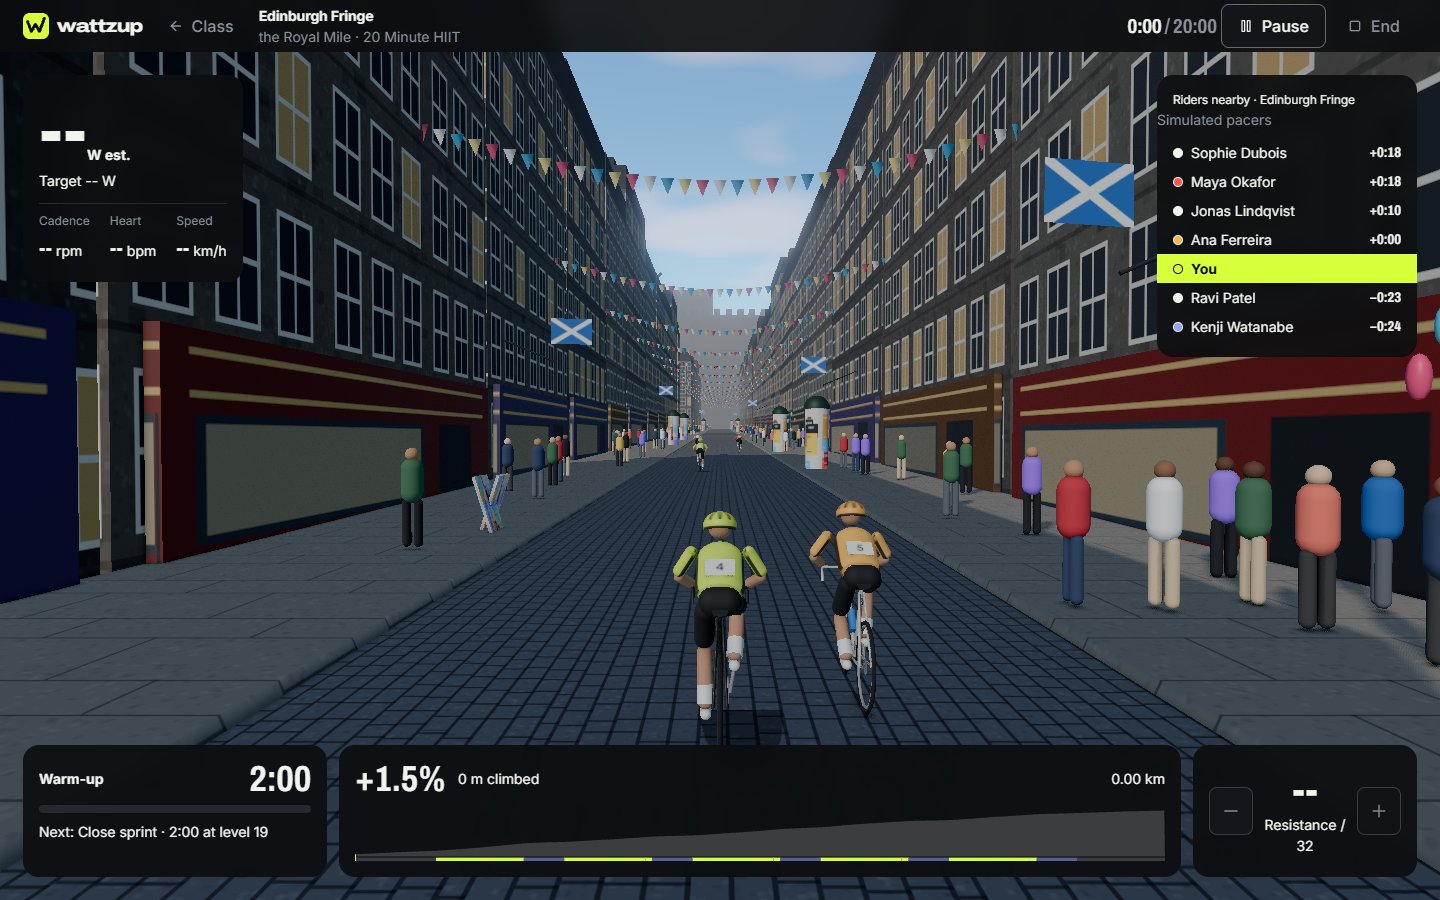 W wattzup
← Class
Edinburgh Fringe
the Royal Mile · 20 Minute HIIT
0:00 / 20:00
Pause
End
--
W est.
Target -- W
Cadence Heart Speed
-- rpm -- bpm -- km/h
Riders nearby · Edinburgh Fringe
Simulated pacers
Sophie Dubois +0:18
Maya Okafor +0:18
Jonas Lindqvist +0:10
Ana Ferreira +0:00
You
Ravi Patel −0:23
Kenji Watanabe −0:24
4
5
Warm-up 2:00
Next: Close sprint · 2:00 at level 19
+1.5% 0 m climbed 0.00 km
--
Resistance /
32